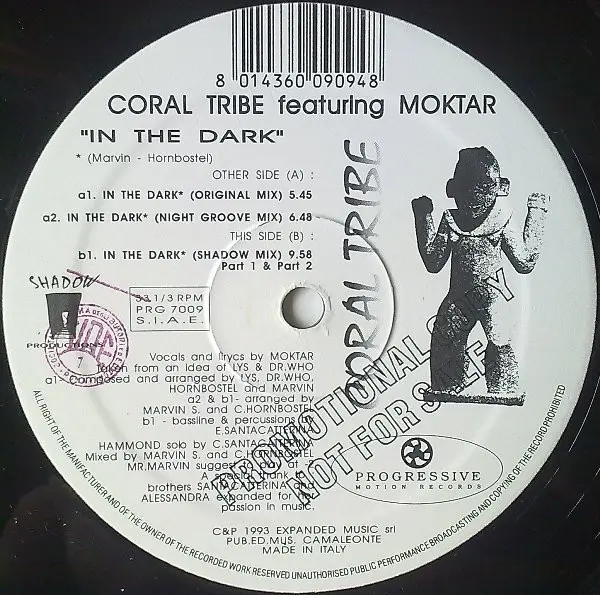 8 014360 090948
CORAL TRIBE featuring MOKTAR
"IN THE DARK"
* (Marvin - Hornbostel)
OTHER SIDE (A) :
a1. IN THE DARK* (ORIGINAL MIX) 5.45
a2. IN THE DARK* (NIGHT GROOVE MIX) 6.48
THIS SIDE (B) :
b1. IN THE DARK* (SHADOW MIX) 9.58
Part 1 & Part 2
CORAL TRIBE
SHADOW
PRODUCTIONS
33.1/3 RPM
PRG 7009
S.I.A.E.
7
Vocals and lirycs by MOKTAR
Taken from an idea of LYS & DR.WHO
a1- Composed and arranged by LYS, DR.WHO,
HORNBOSTEL and MARVIN
a2 & b1- arranged by
MARVIN S. and C.HORNBOSTEL
b1 - bassline & percussions by
E.SANTACATTERINA
HAMMOND solo by C.SANTACATERINA
Mixed by MARVIN S. and C.HORNBOSTEL
MR.MARVIN suggest at
A special thank to
brothers SANTACATTERINA and
ALESSANDRA expanded for her
passion in music.
PROMOTIONAL COPY
NOT FOR SALE
PROGRESSIVE
MOTION RECORDS
C&P 1993 EXPANDED MUSIC srl
PUB.ED.MUS. CAMALEONTE
MADE IN ITALY
ALL RIGHT OF THE MANIFACTURER AND OF THE OWNER OF THE RECORDED WORK RESERVED UNAUTHORISED PUBLIC PERFORMANCE BROADCASTING AND COPYING OF THE RECORD PROHIBITED